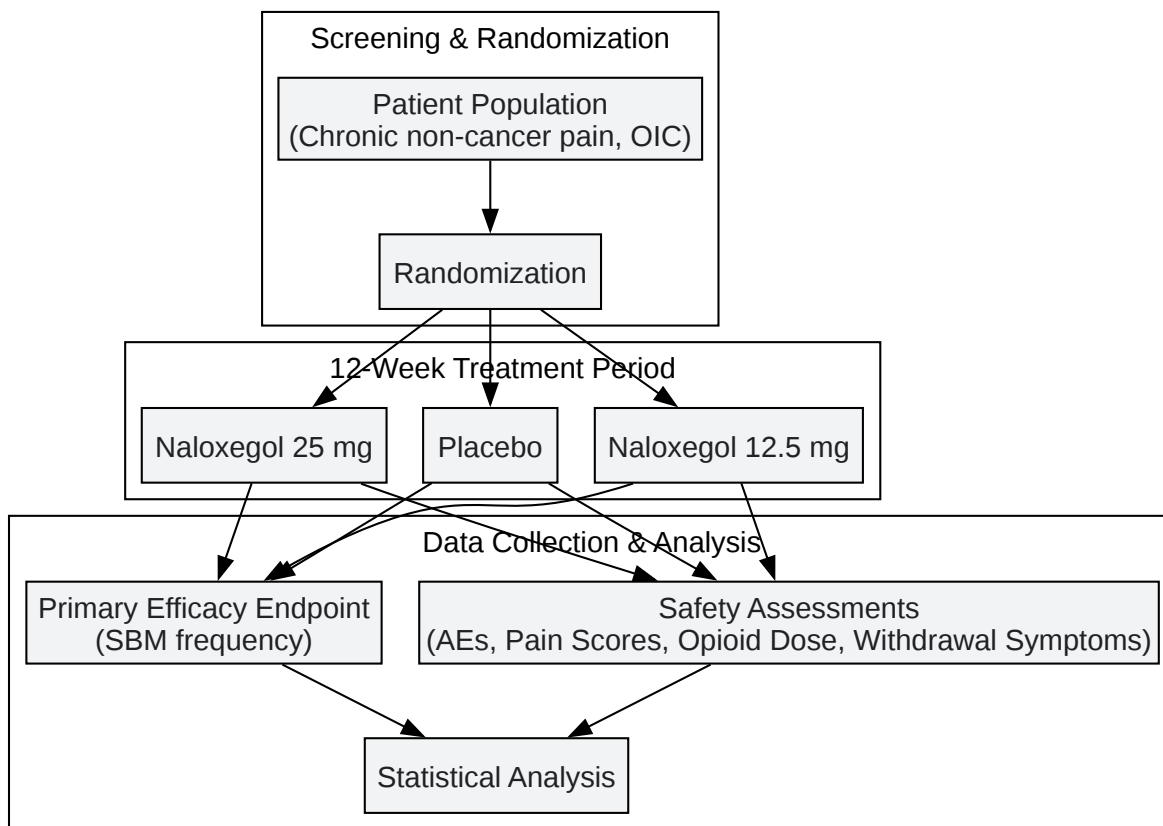 Screening & Randomization
Patient Population
(Chronic non-cancer pain, OIC)
Randomization
12-Week Treatment Period
Naloxegol 25 mg
Placebo
Naloxegol 12.5 mg
Data Collection & Analysis
Primary Efficacy Endpoint
(SBM frequency)
Safety Assessments
(AEs, Pain Scores, Opioid Dose, Withdrawal Symptoms)
Statistical Analysis